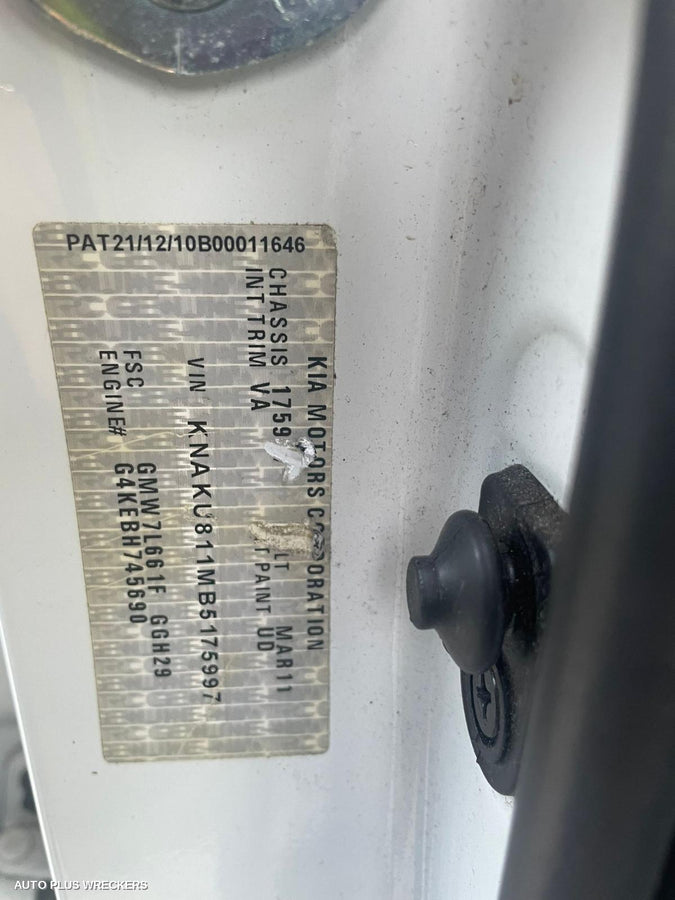 PAT21/12/10B00011646
KIA MOTORS CORPORATION
CHASSIS 1759 LT MAR11
INT TRIM VA T PAINT UD
VIN KNAKU811MB5175997
FSC GMW7L661F GGH29
ENGINE# G4KEBH745690
AUTO PLUS WRECKERS